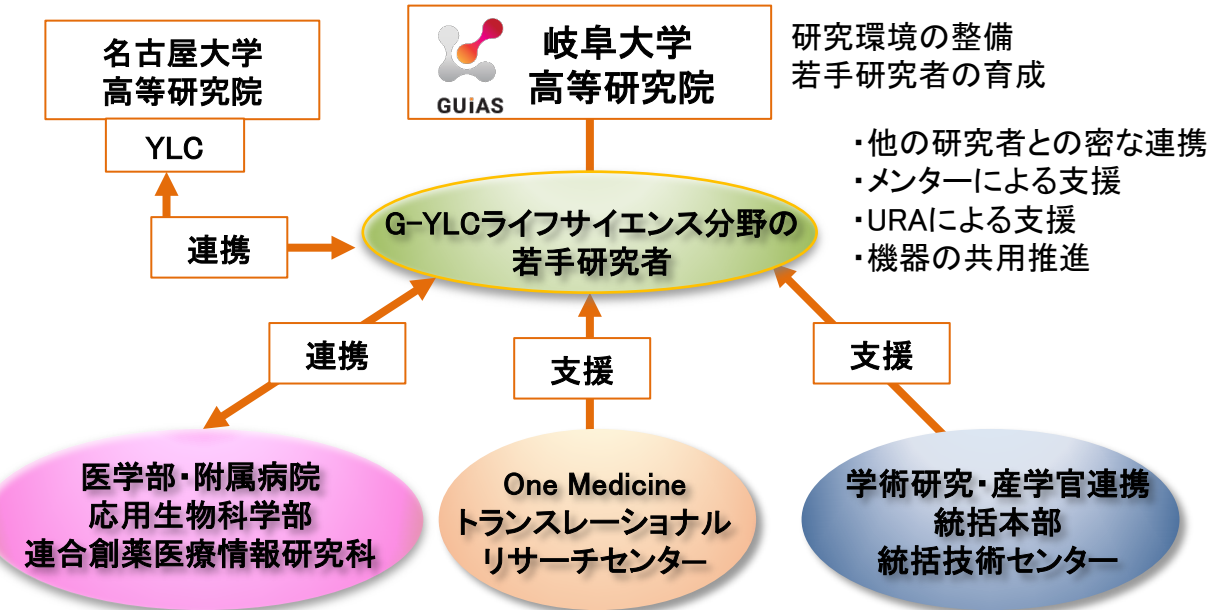 名古屋大学
高等研究院
YLC
GUiAS
岐阜大学
高等研究院
研究環境の整備
若手研究者の育成
・他の研究者との密な連携
・メンターによる支援
・URAによる支援
・機器の共用推進
連携
G-YLCライフサイエンス分野の
若手研究者
連携
支援
支援
医学部・附属病院
応用生物科学部
連合創薬医療情報研究科
One Medicine
トランスレーショナル
リサーチセンター
学術研究・産学官連携
統括本部
統括技術センター